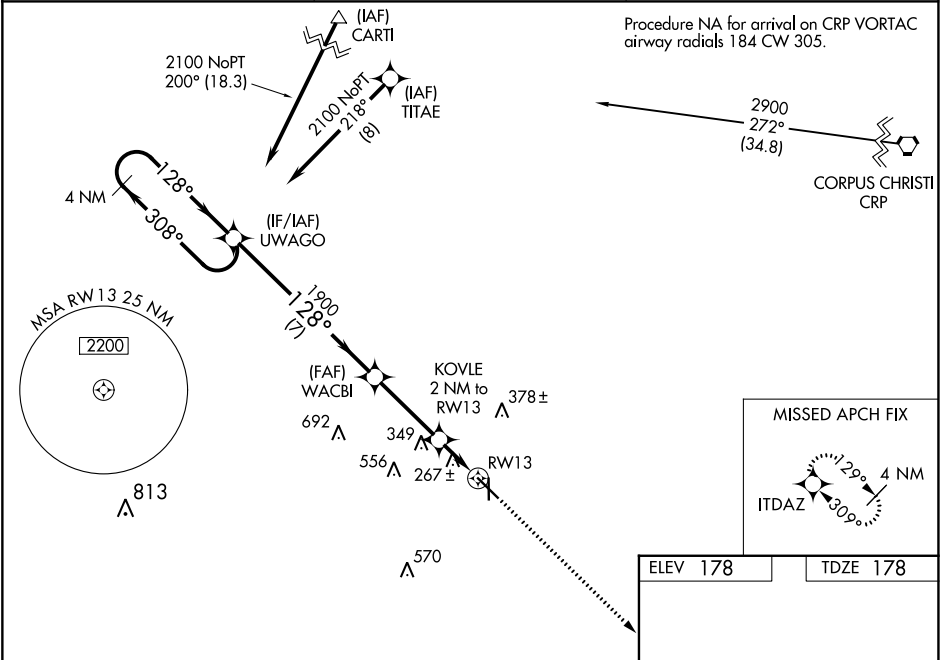 (IAF)
CARTI
Procedure NA for arrival on CRP VORTAC
airway radials 184 CW 305.
2100 NoPT
200° (18.3)
2100 NoPT
218°
(8)
(IAF)
TITAE
2900
272°
(34.8)
CORPUS CHRISTI
CRP
128°
4 NM
308°
(IF/IAF)
UWAGO
1900
128°
(7)
MSA RW13 25 NM
2200
(FAF)
WACBI
KOVLE
2 NM to
RW13
378±
692
349
556
267±
RW13
813
570
MISSED APCH FIX
129°
4 NM
ITDAZ
309°
ELEV 178
TDZE 178